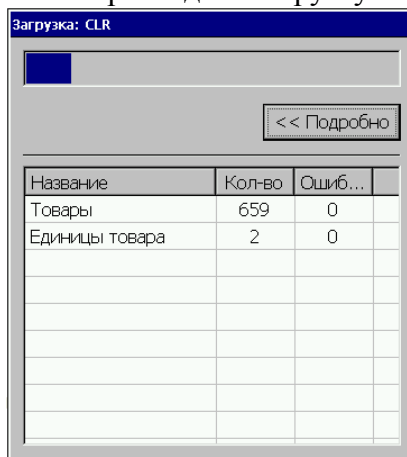 Загрузка: CLR
<< Подробно
Название Кол-во Ошиб...
Товары 659 0
Единицы товара 2 0